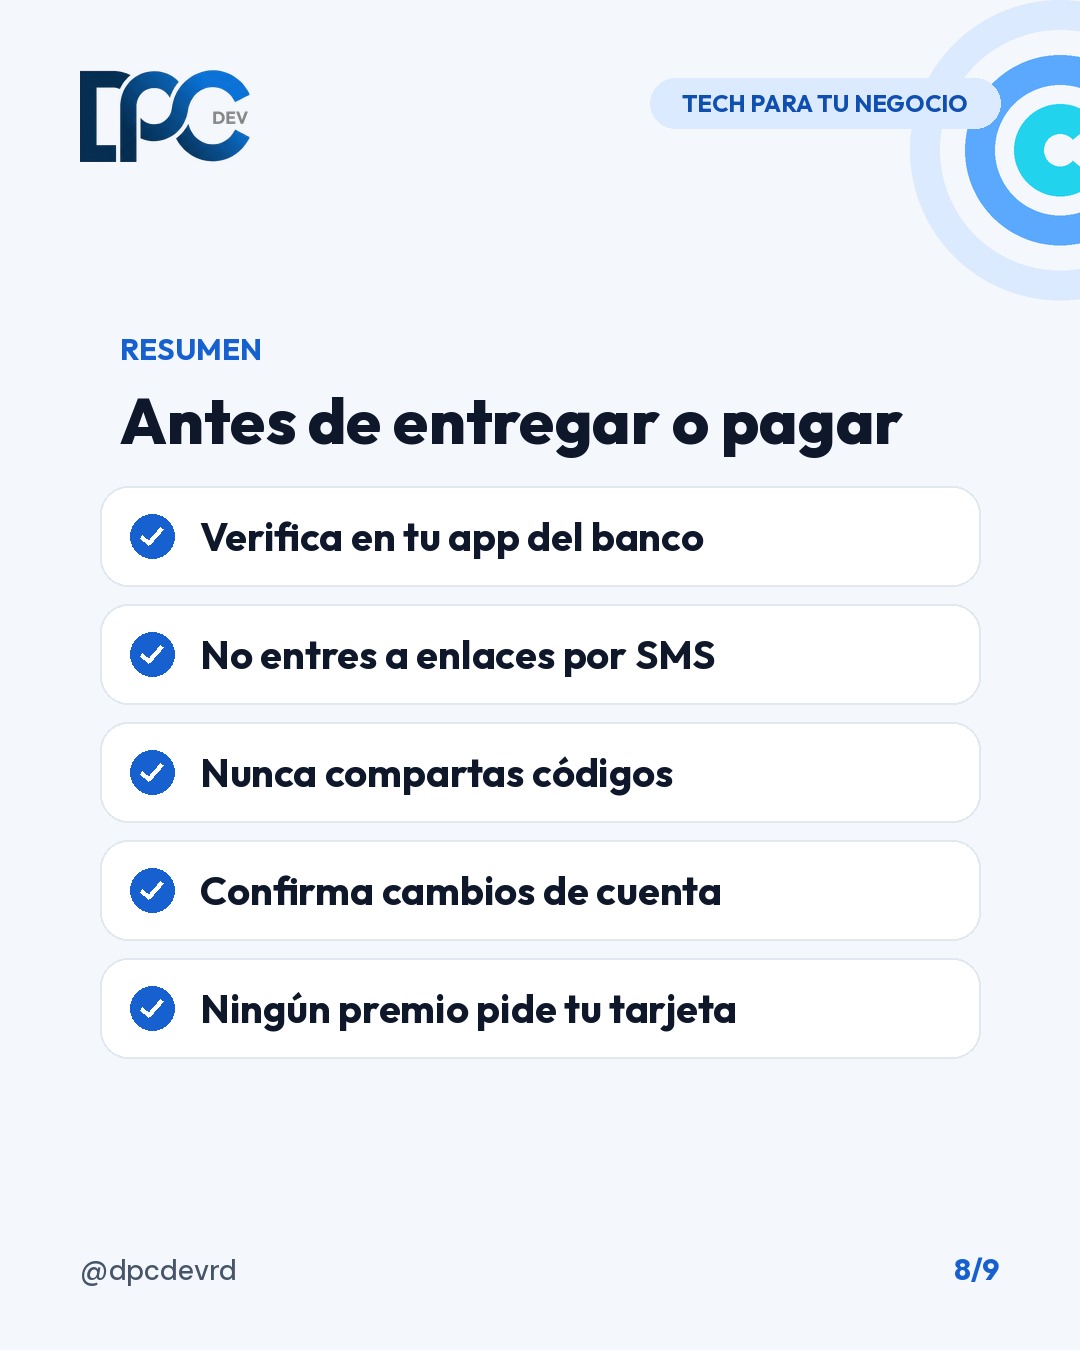 DPC DEV
TECH PARA TU NEGOCIO
RESUMEN
Antes de entregar o pagar
Verifica en tu app del banco
No entres a enlaces por SMS
Nunca compartas códigos
Confirma cambios de cuenta
Ningún premio pide tu tarjeta
@dpcdevrd
8/9